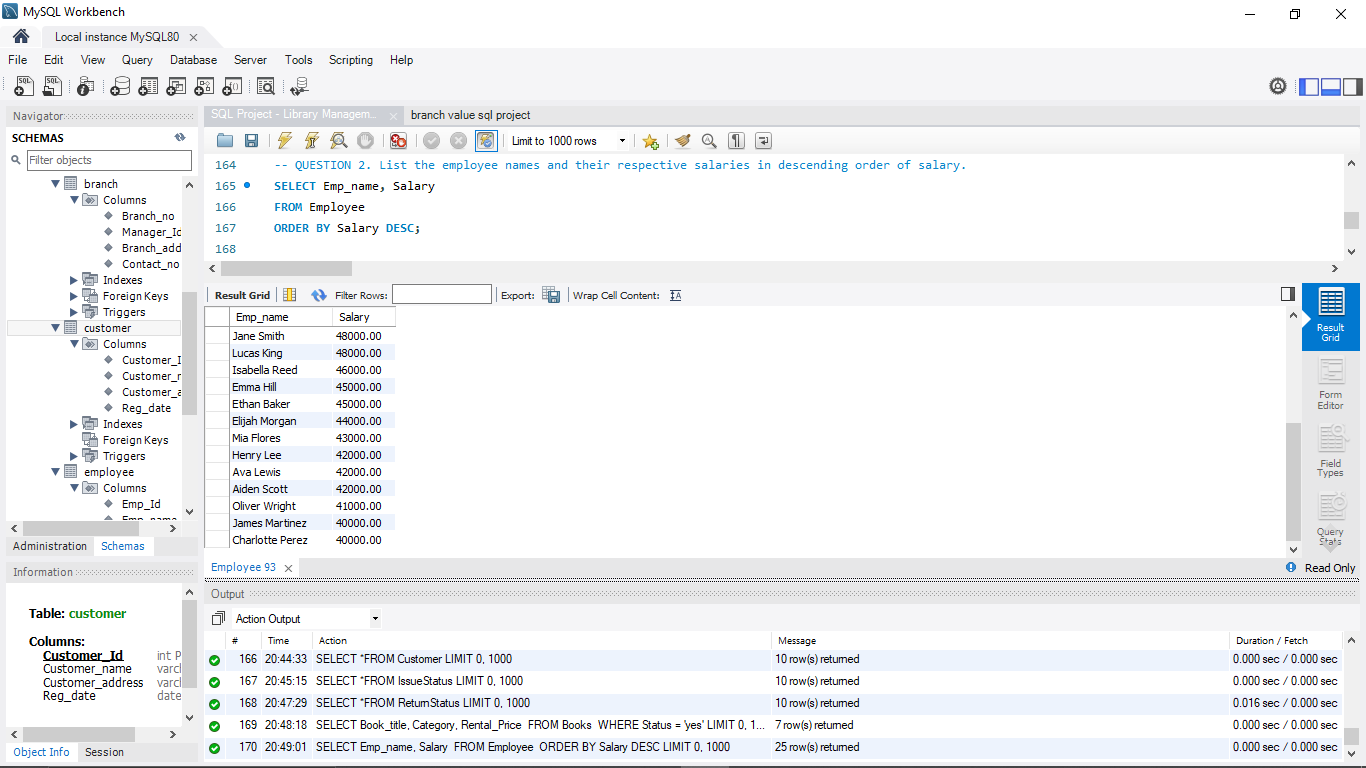 MySQL Workbench
Local instance MySQL80
File Edit View Query Database Server Tools Scripting Help
Navigator
SCHEMAS
Filter objects
branch
Columns
Branch_no
Manager_Id
Branch_add
Contact_no
Indexes
Foreign Keys
Triggers
customer
Columns
Customer_I
Customer_n
Customer_a
Reg_date
Indexes
Foreign Keys
Triggers
employee
Columns
Emp_Id
Emp_name
Administration Schemas
Information
Table: customer
Columns:
Customer_Id int P
Customer_name varch
Customer_address varch
Reg_date date
Object Info Session
SQL Project - Library Managem... branch value sql project
Limit to 1000 rows
164 -- QUESTION 2. List the employee names and their respective salaries in descending order of salary.
165 SELECT Emp_name, Salary
166 FROM Employee
167 ORDER BY Salary DESC;
168
Result Grid Filter Rows: Export: Wrap Cell Content:
Emp_name Salary
Jane Smith 48000.00
Lucas King 48000.00
Isabella Reed 46000.00
Emma Hill 45000.00
Ethan Baker 45000.00
Elijah Morgan 44000.00
Mia Flores 43000.00
Henry Lee 42000.00
Ava Lewis 42000.00
Aiden Scott 42000.00
Oliver Wright 41000.00
James Martinez 40000.00
Charlotte Perez 40000.00
Result
Grid
Form
Editor
Field
Types
Query
Stats
Employee 93
Read Only
Output
Action Output
# Time Action Message Duration / Fetch
166 20:44:33 SELECT *FROM Customer LIMIT 0, 1000 10 row(s) returned 0.000 sec / 0.000 sec
167 20:45:15 SELECT *FROM IssueStatus LIMIT 0, 1000 10 row(s) returned 0.000 sec / 0.000 sec
168 20:47:29 SELECT *FROM ReturnStatus LIMIT 0, 1000 10 row(s) returned 0.016 sec / 0.000 sec
169 20:48:18 SELECT Book_title, Category, Rental_Price FROM Books WHERE Status = 'yes' LIMIT 0, 1... 7 row(s) returned 0.000 sec / 0.000 sec
170 20:49:01 SELECT Emp_name, Salary FROM Employee ORDER BY Salary DESC LIMIT 0, 1000 25 row(s) returned 0.000 sec / 0.000 sec